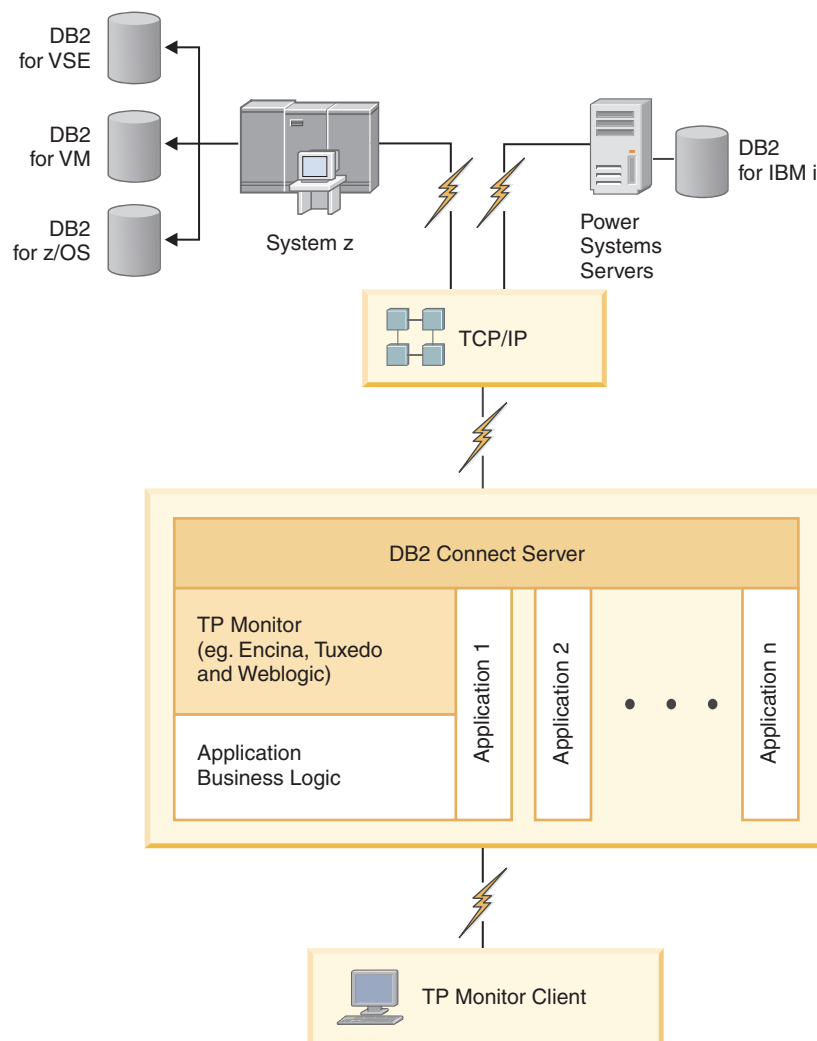 DB2
for VSE
DB2
for VM
DB2
for z/OS
System z
Power
Systems
Servers
DB2
for IBM i
TCP/IP
DB2 Connect Server
TP Monitor
(eg. Encina, Tuxedo
and Weblogic)
Application
Business Logic
Application 1
Application 2
Application n
TP Monitor Client